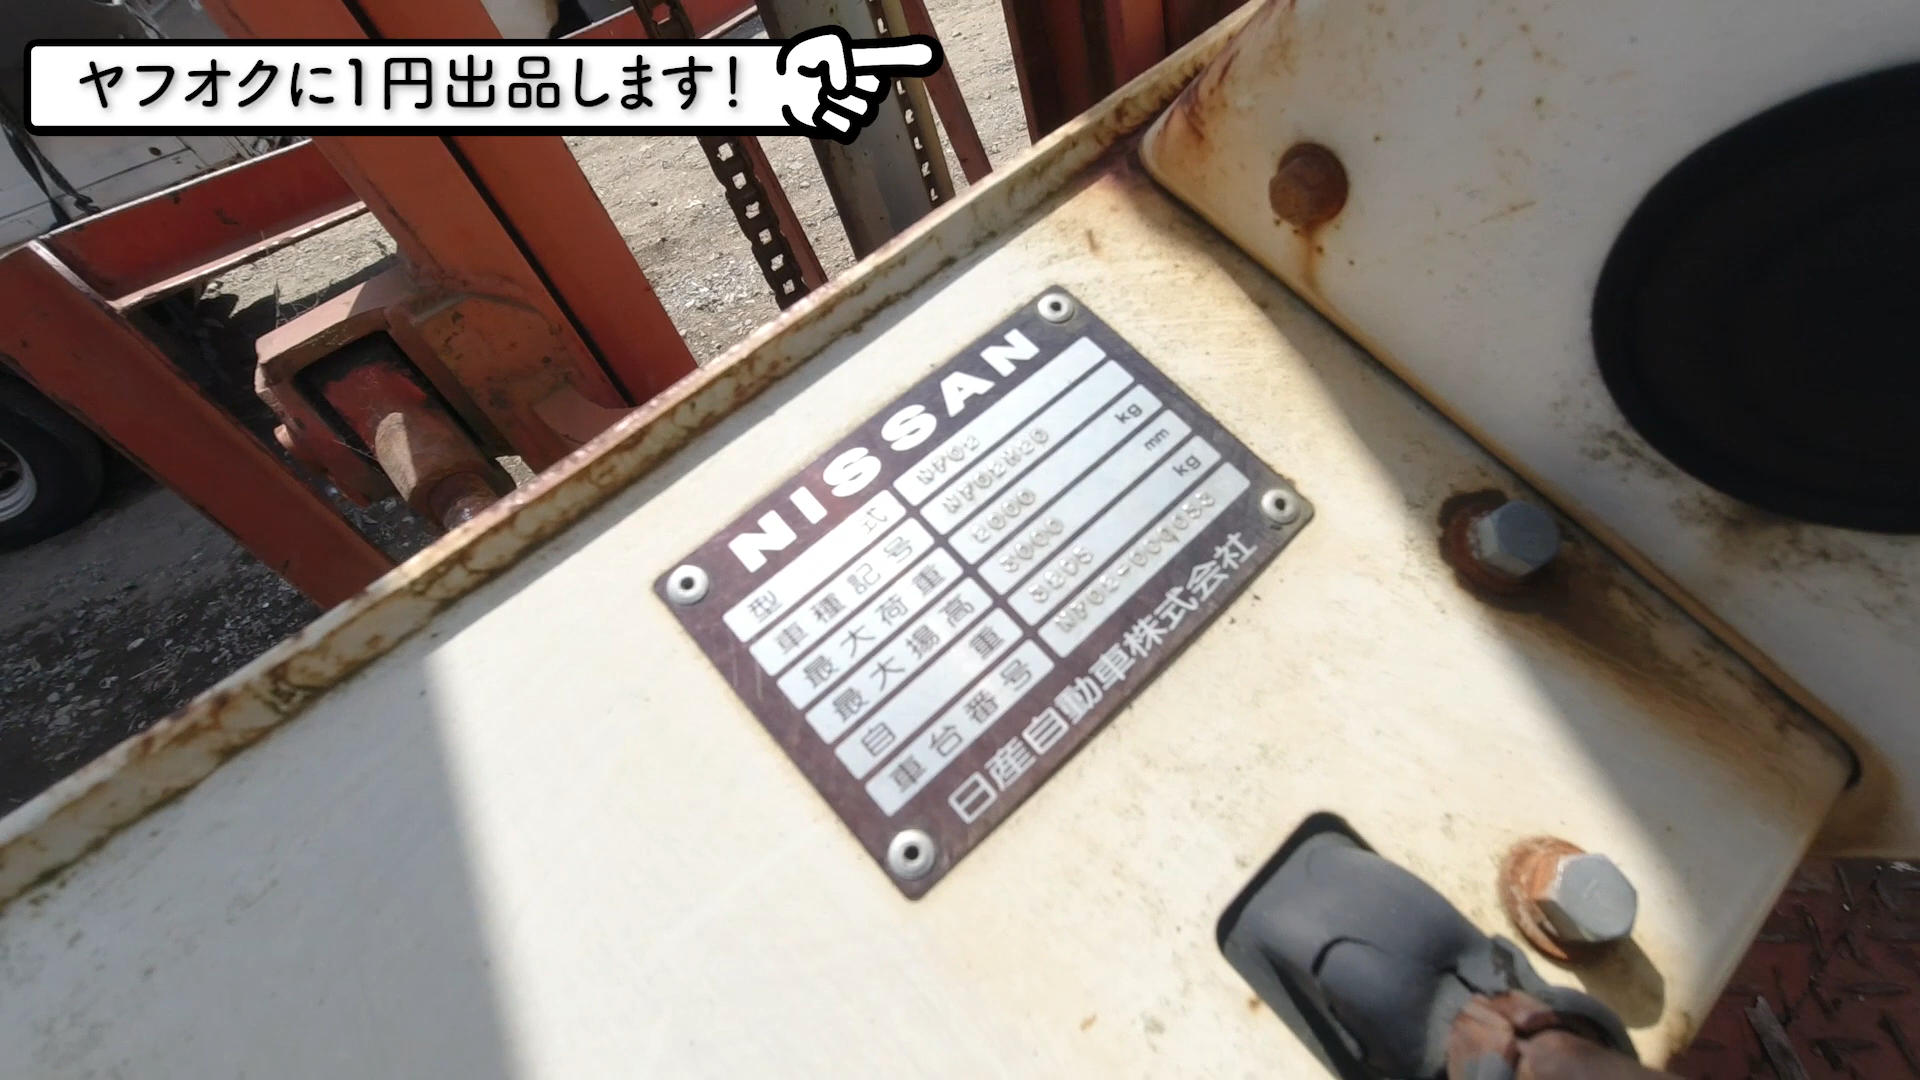 ヤフオクに1円出品します!
NISSAN
型式 NF02
車種記号 NF02M20
最大荷重 2000 kg
最大揚高 3000 mm
自重 kg
車台番号
日産自動車株式会社